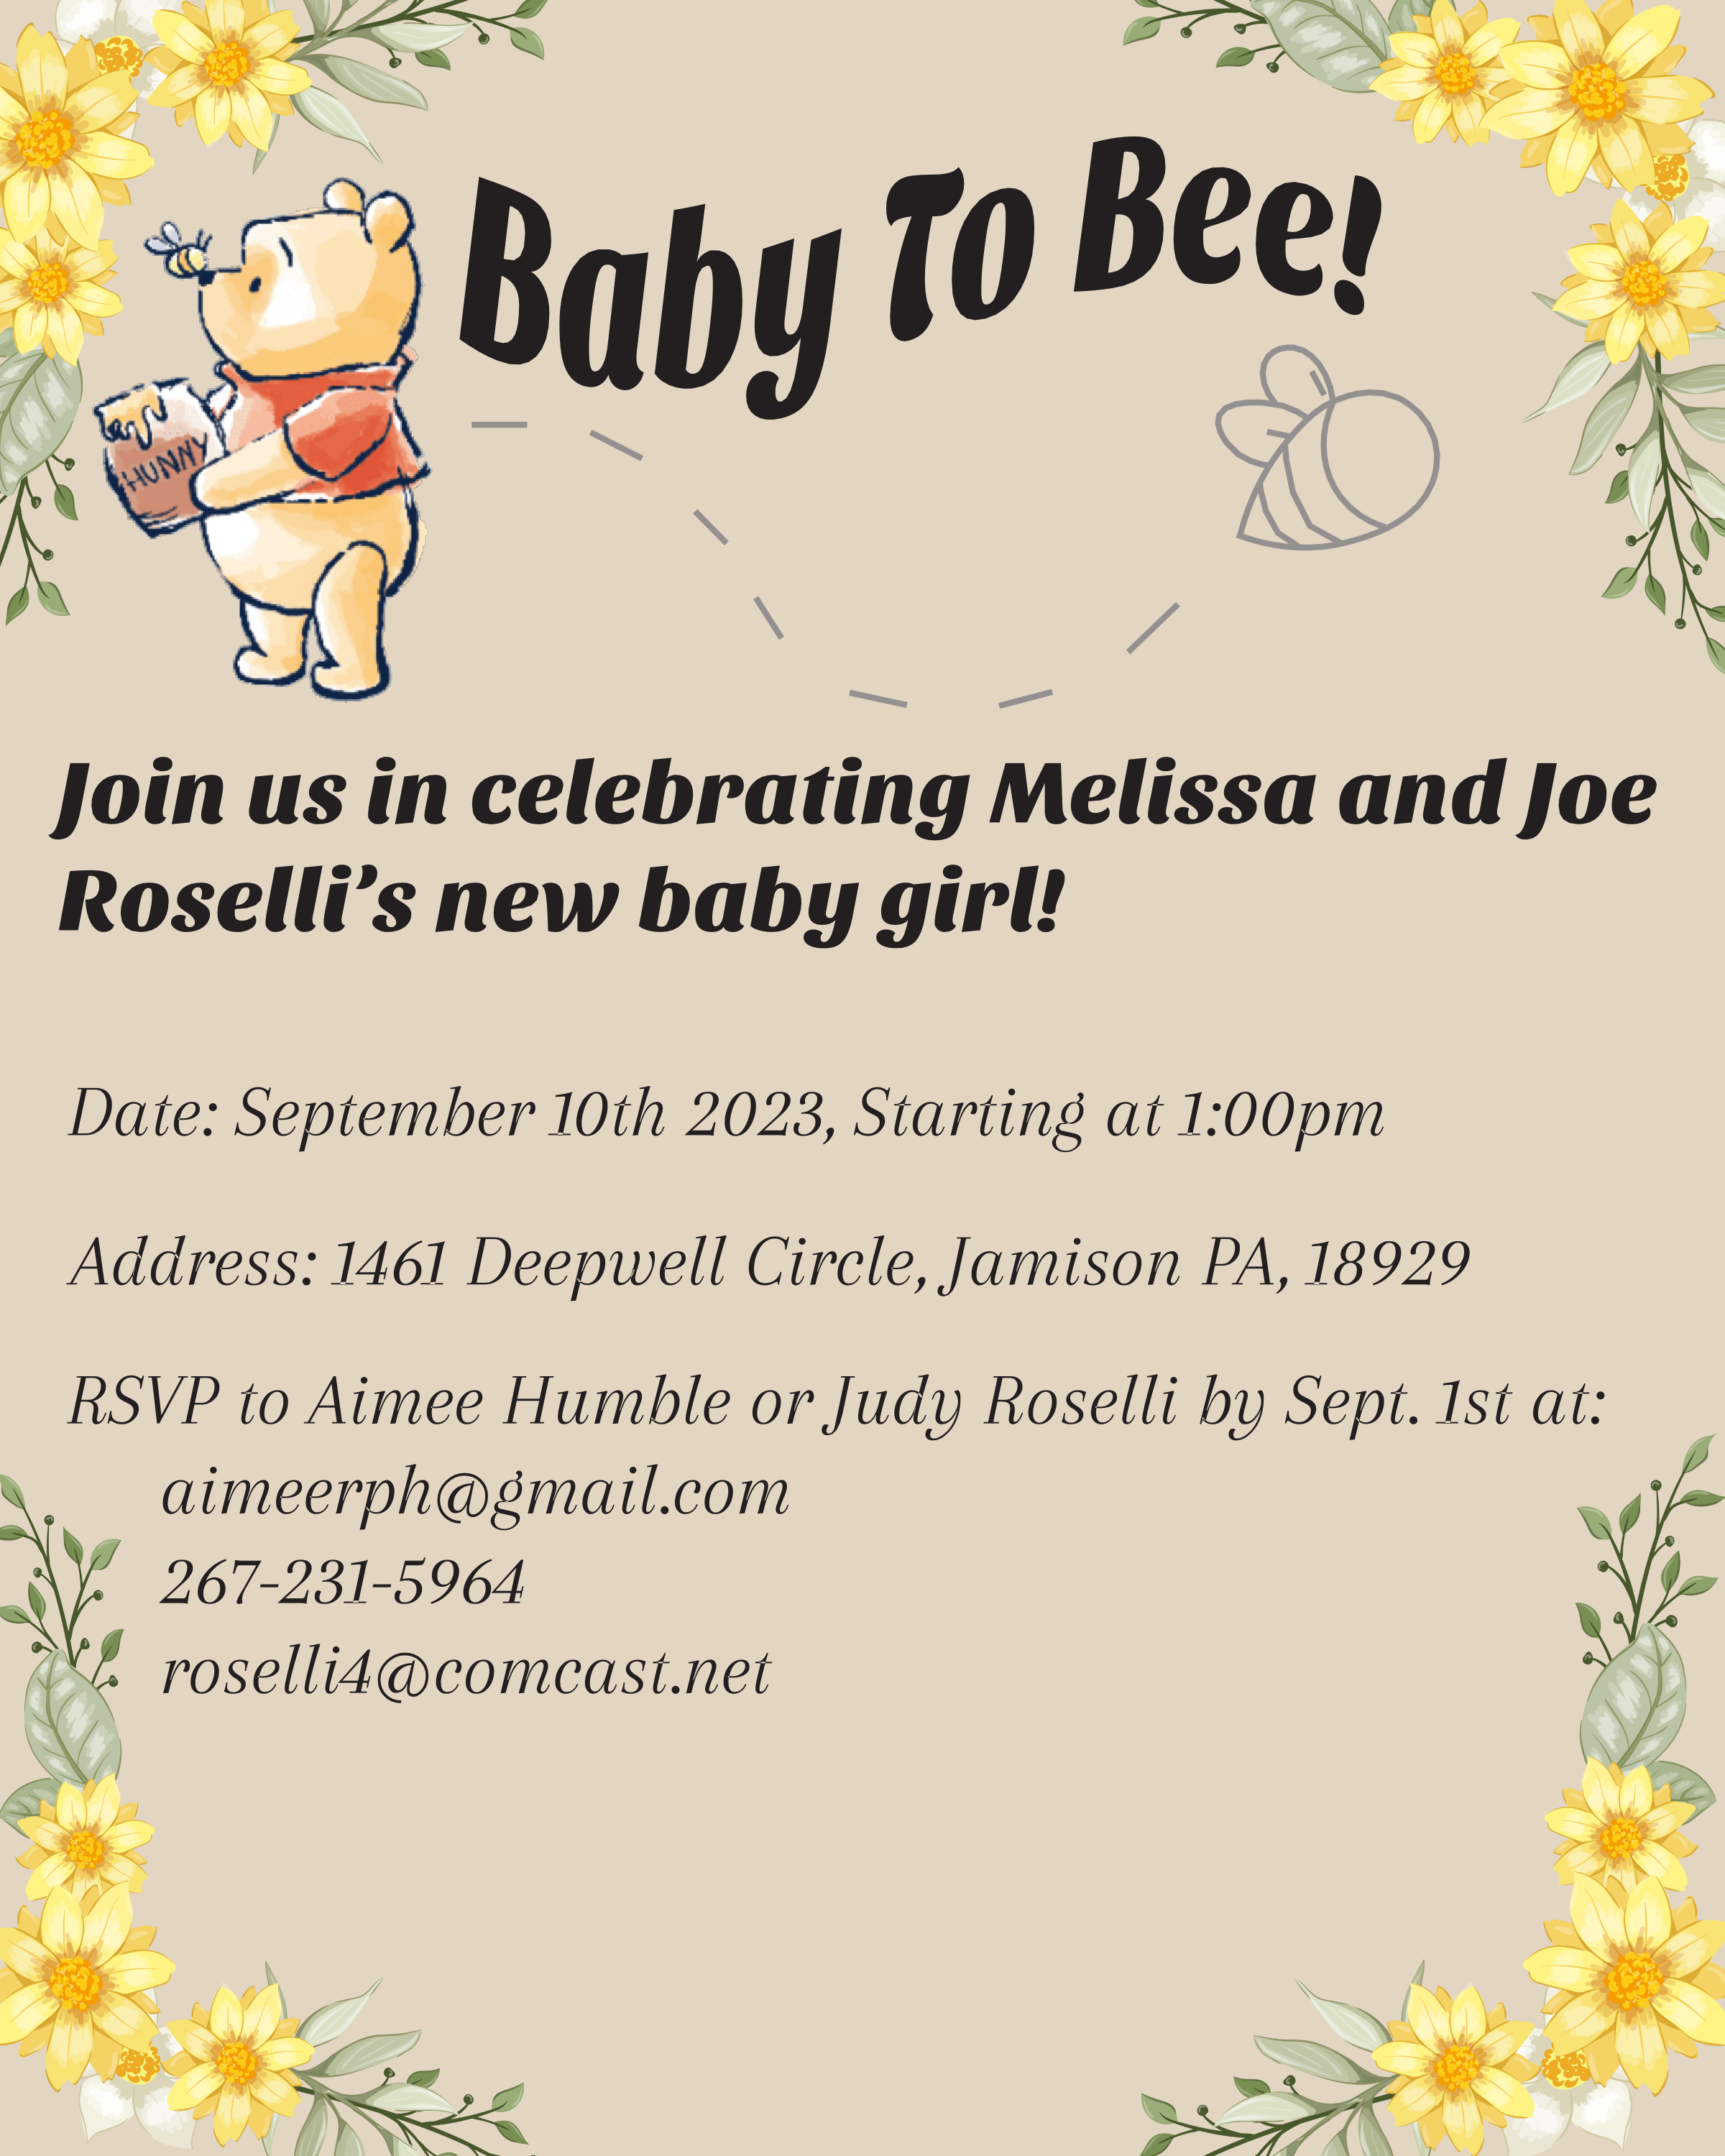 Baby To Bee!
HUNNY
Join us in celebrating Melissa and Joe
Roselli’s new baby girl!
Date: September 10th 2023, Starting at 1:00pm
Address: 1461 Deepwell Circle, Jamison PA, 18929
RSVP to Aimee Humble or Judy Roselli by Sept. 1st at:
aimeerph@gmail.com
267-231-5964
roselli4@comcast.net